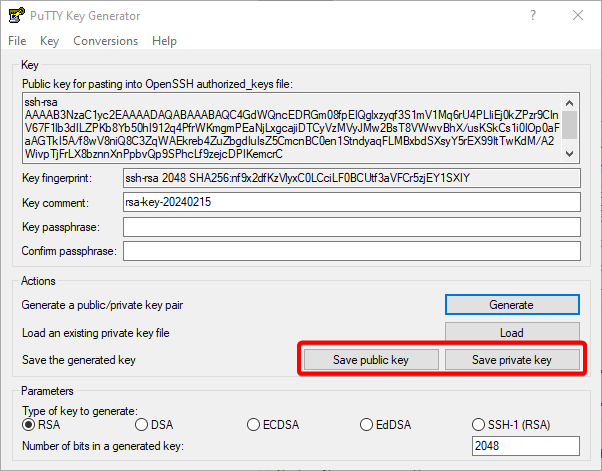 PuTTY Key Generator
? ×
File Key Conversions Help
Key
Public key for pasting into OpenSSH authorized_keys file:
ssh-rsa
AAAAB3NzaC1yc2EAAAADAQABAAABAQC4GdWQncEDRGm08fpEIQglxzyqf3S1mV1Mq6rU4PLIiEj0kZPzr9CIn
V67F1lb3dILZPKb8Yb50hI912q4PfrWKmgmPEaNjLxgcajiDTCyVzMVyJMw2BsT8VWwvBhX/usKSkCs1i0IOp0aF
aAGTkI5A/f8wV8niQ8C3ZqWAEkreb4ZuZbgdIuIsZ5CmcnBC0en1StndyaqFLMBxbdSXsyY5rEX99ItTwKdM/A2
WivpTjFrLX8bznnXnPpbvQp9SPhcLf9zejcDPIKemcrC
Key fingerprint: ssh-rsa 2048 SHA256:nf9x2dfKzVlyxC0LCciLF0BCUtf3aVFCr5zjEY1SXIY
Key comment: rsa-key-20240215
Key passphrase:
Confirm passphrase:
Actions
Generate a public/private key pair Generate
Load an existing private key file Load
Save the generated key Save public key Save private key
Parameters
Type of key to generate:
RSA DSA ECDSA EdDSA SSH-1 (RSA)
Number of bits in a generated key: 2048